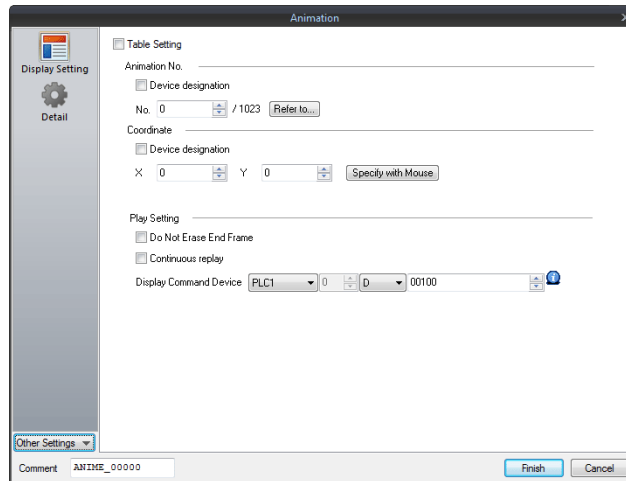 Animation
Display Setting
Detail
Table Setting
Animation No.
Device designation
No. 0 / 1023 Refer to...
Coordinate
Device designation
X 0 Y 0 Specify with Mouse
Play Setting
Do Not Erase End Frame
Continuous replay
Display Command Device PLC1 0 D 00100
Other Settings
Comment ANIME_00000 Finish Cancel